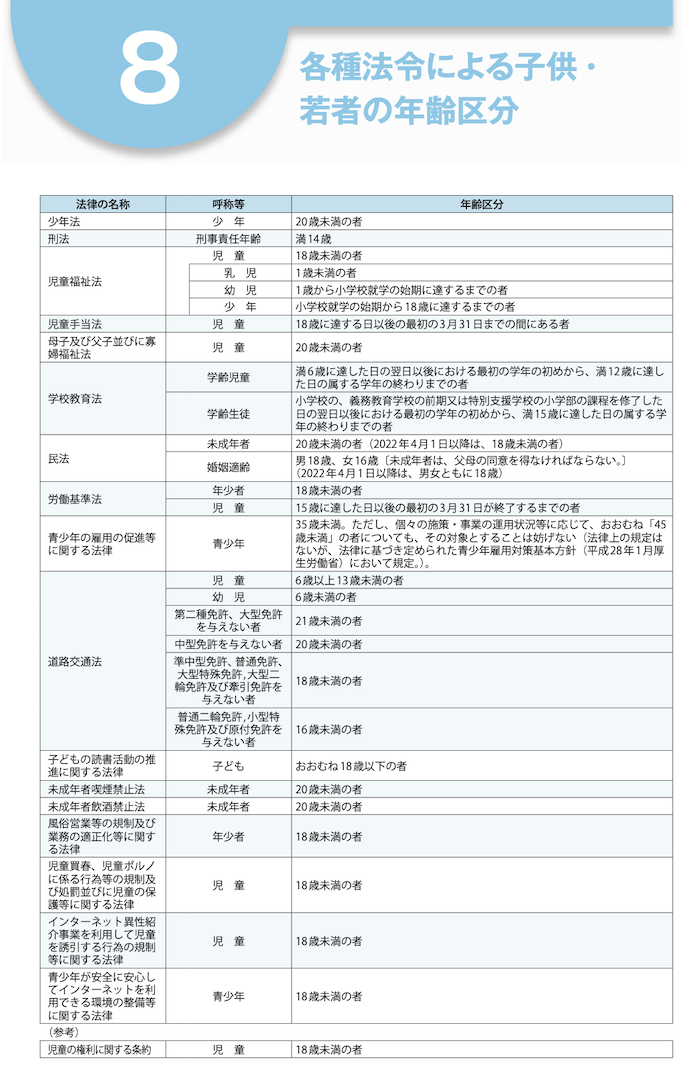 8
各種法令による子供・
若者の年齢区分
法律の名称 呼称等 年齢区分
少年法 少　年 20歳未満の者
刑法 刑事責任年齢 満14歳
児童福祉法
児　童 18歳未満の者
乳　児 1歳未満の者
幼　児 1歳から小学校就学の始期に達するまでの者
少　年 小学校就学の始期から18歳に達するまでの者
児童手当法 児　童 18歳に達する日以後の最初の3月31日までの間にある者
母子及び父子並びに寡
婦福祉法
児　童 20歳未満の者
学校教育法
学齢児童
満6歳に達した日の翌日以後における最初の学年の初めから、満12歳に達し
た日の属する学年の終わりまでの者
学齢生徒
小学校の、義務教育学校の前期又は特別支援学校の小学部の課程を修了した
日の翌日以後における最初の学年の初めから、満15歳に達した日の属する学
年の終わりまでの者
民法
未成年者 20歳未満の者（2022年4月1日以降は、18歳未満の者）
婚姻適齢
男18歳、女16歳〔未成年者は、父母の同意を得なければならない。〕
（2022年4月1日以降は、男女ともに18歳）
労働基準法
年少者 18歳未満の者
児　童 15歳に達した日以後の最初の3月31日が終了するまでの者
青少年の雇用の促進等
に関する法律
青少年
35歳未満。ただし、個々の施策・事業の運用状況等に応じて、おおむね「45
歳未満」の者についても、その対象とすることは妨げない（法律上の規定は
ないが、法律に基づき定められた青少年雇用対策基本方針（平成28年1月厚
生労働省）において規定。）。
道路交通法
児　童 6歳以上13歳未満の者
幼　児 6歳未満の者
第二種免許、大型免許
を与えない者
21歳未満の者
中型免許を与えない者 20歳未満の者
準中型免許、普通免許、
大型特殊免許,大型二
輪免許及び牽引免許を
与えない者
18歳未満の者
普通二輪免許,小型特
殊免許及び原付免許を
与えない者
16歳未満の者
子どもの読書活動の推
進に関する法律
子ども おおむね18歳以下の者
未成年者喫煙禁止法 未成年者 20歳未満の者
未成年者飲酒禁止法 未成年者 20歳未満の者
風俗営業等の規制及び
業務の適正化等に関す
る法律
年少者 18歳未満の者
児童買春、児童ポルノ
に係る行為等の規制及
び処罰並びに児童の保
護等に関する法律
児　童 18歳未満の者
インターネット異性紹
介事業を利用して児童
を誘引する行為の規制
等に関する法律
児　童 18歳未満の者
青少年が安全に安心し
てインターネットを利
用できる環境の整備等
に関する法律
青少年 18歳未満の者
（参考）
児童の権利に関する条約 児　童 18歳未満の者